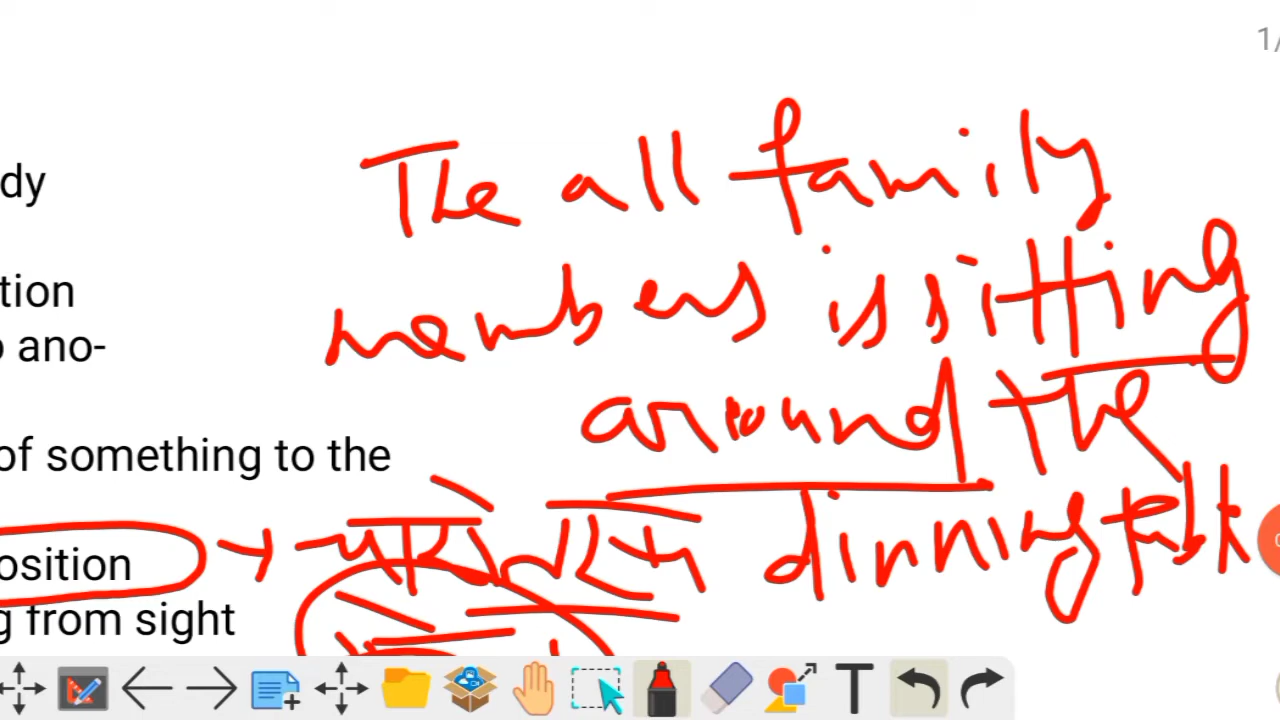 1/
The all family
dy
members is sitting
tion
o ano-
around the
of something to the
dinning table
osition
g from sight
T